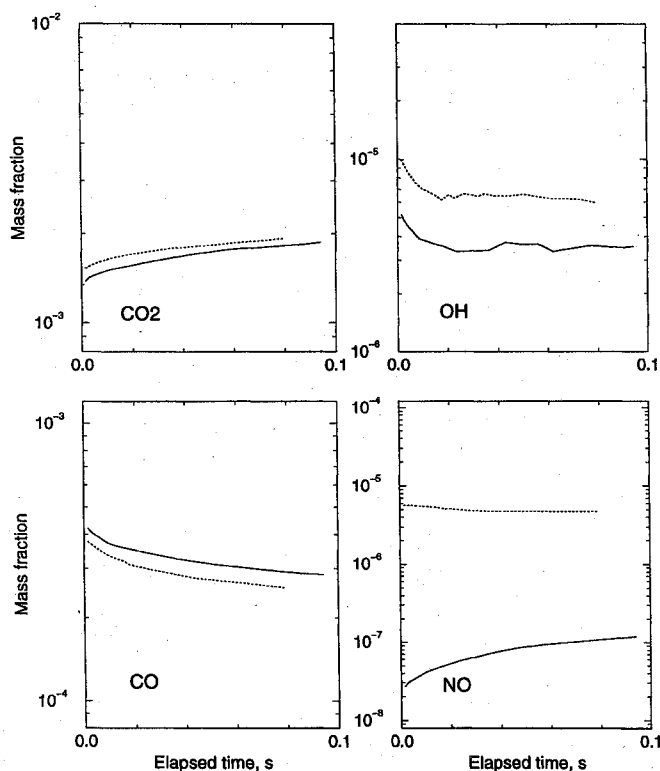 10⁻²
Mass fraction
10⁻³
CO2
0.0
0.1
10⁻⁵
10⁻⁶
OH
0.0
0.1
10⁻³
Mass fraction
10⁻⁴
CO
0.0
0.1
Elapsed time, s
10⁻⁴
10⁻⁵
10⁻⁶
10⁻⁷
10⁻⁸
NO
0.0
0.1
Elapsed time, s